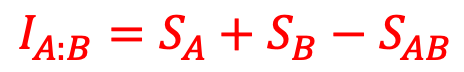 I_{A:B} = S_A + S_B − S_{AB}